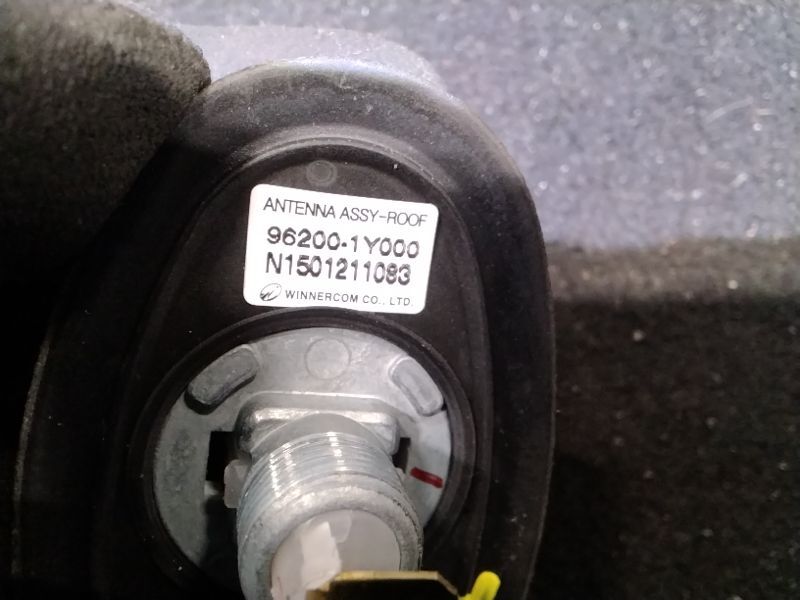 ANTENNA ASSY-ROOF
96200-1Y000
N1501211083
WINNERCOM CO., LTD.